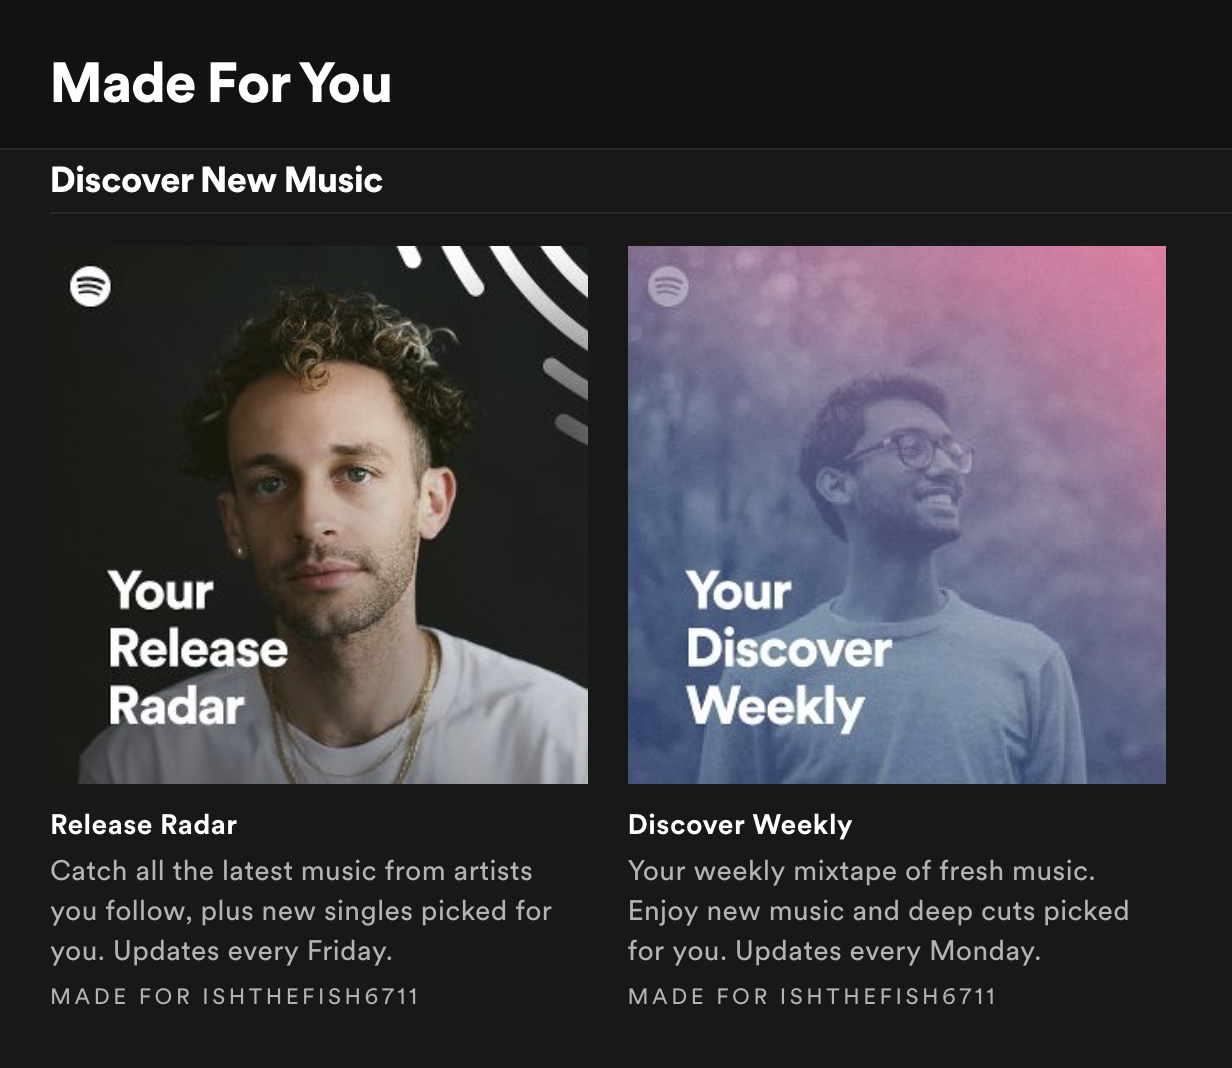 Made For You
Discover New Music
Your
Release
Radar
Your
Discover
Weekly
Release Radar
Catch all the latest music from artists
you follow, plus new singles picked for
you. Updates every Friday.
MADE FOR ISHTHEFISH6711
Discover Weekly
Your weekly mixtape of fresh music.
Enjoy new music and deep cuts picked
for you. Updates every Monday.
MADE FOR ISHTHEFISH6711